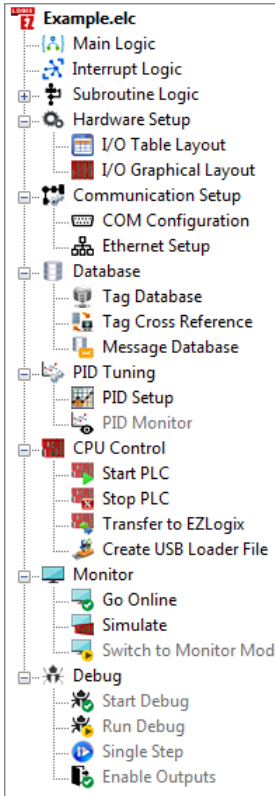 LOGIX
EZ
Example.elc
Main Logic
Interrupt Logic
Subroutine Logic
Hardware Setup
I/O Table Layout
I/O Graphical Layout
Communication Setup
COM Configuration
Ethernet Setup
Database
Tag Database
Tag Cross Reference
Message Database
PID Tuning
PID Setup
PID Monitor
CPU Control
Start PLC
Stop PLC
Transfer to EZLogix
Create USB Loader File
Monitor
Go Online
Simulate
Switch to Monitor Mod
Debug
Start Debug
Run Debug
Single Step
Enable Outputs